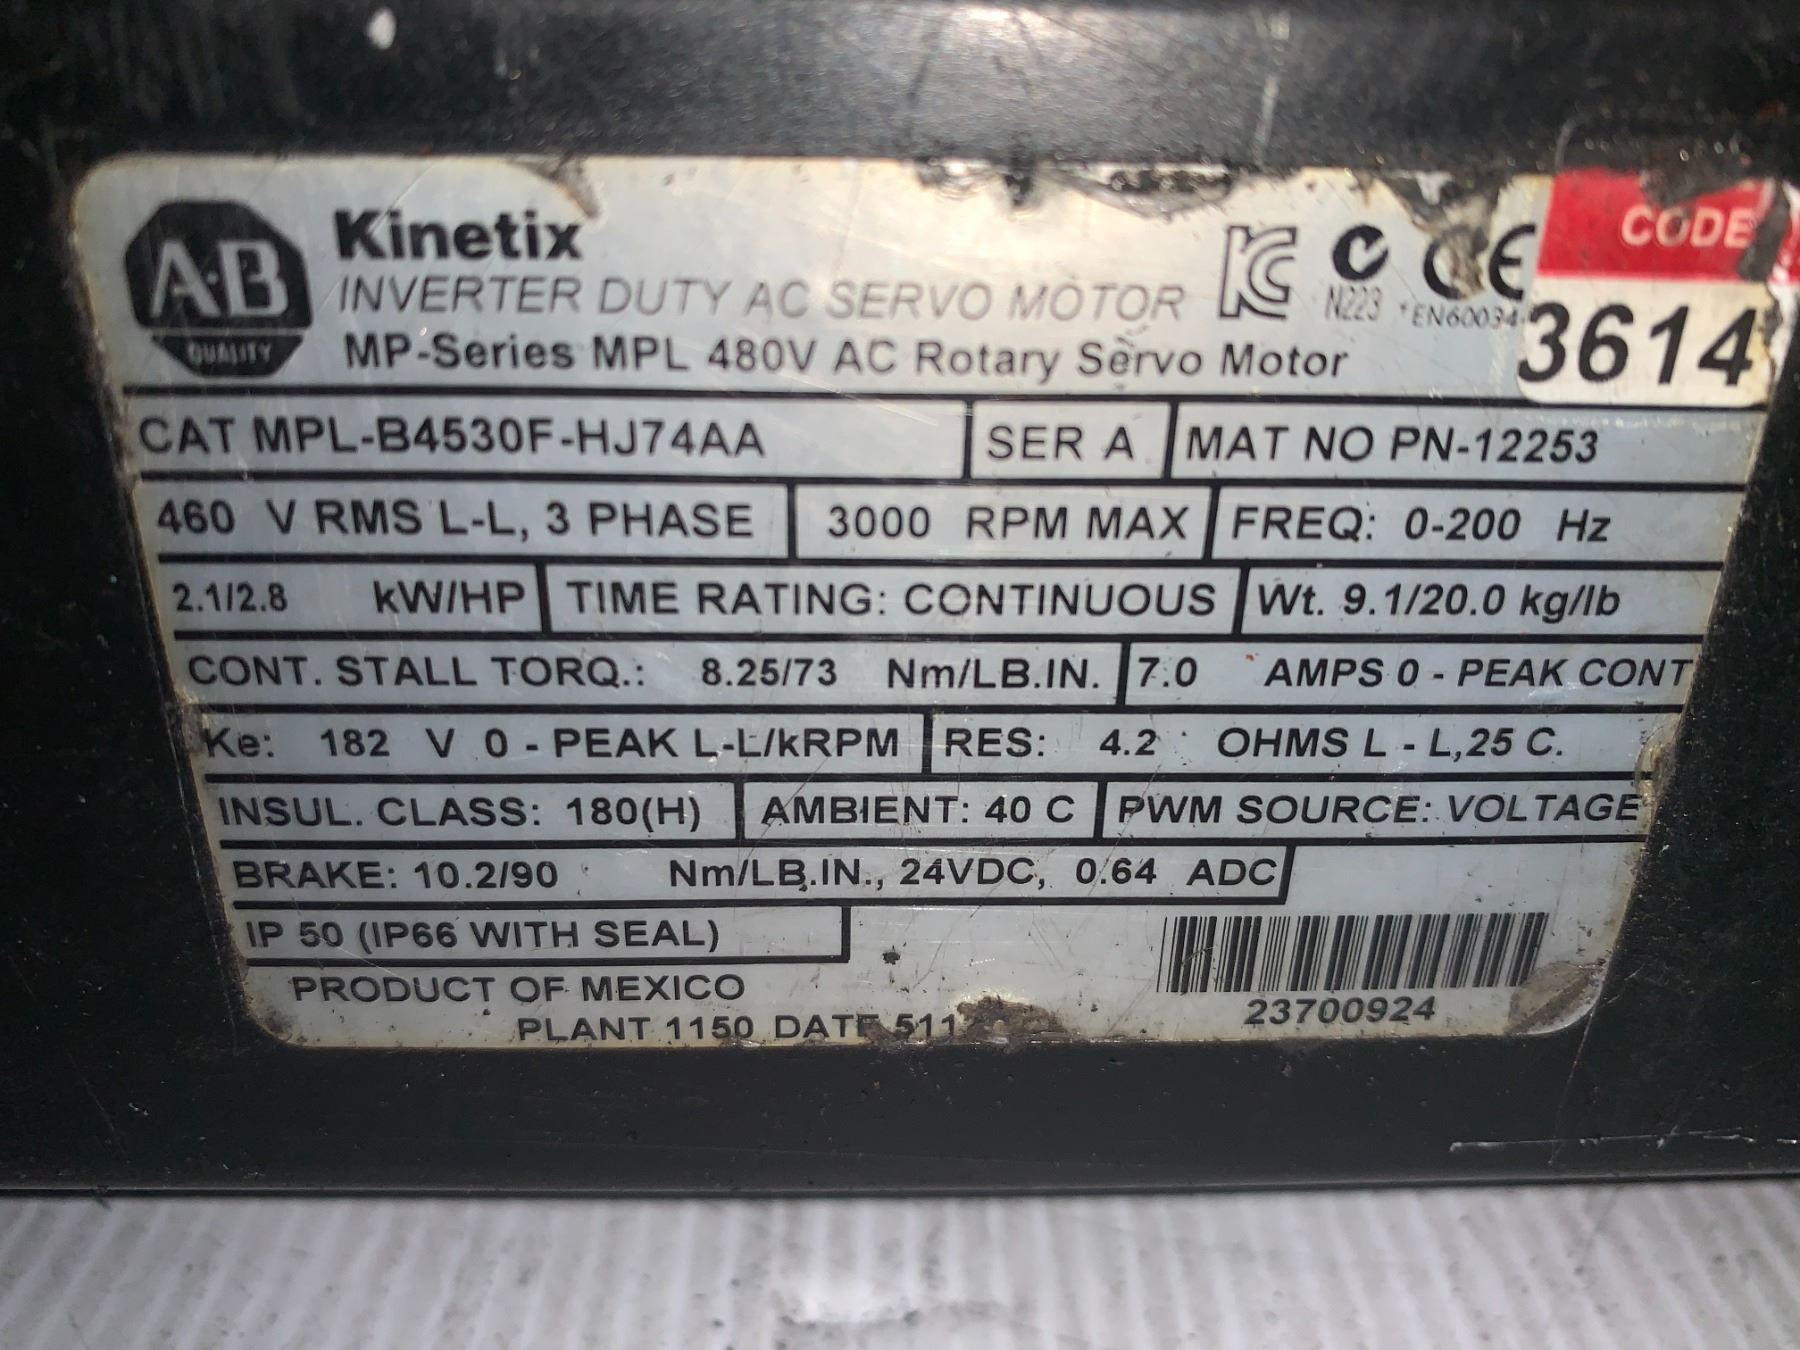 A·B
QUALITY
Kinetix
INVERTER DUTY AC SERVO MOTOR
MP-Series MPL 480V AC Rotary Servo Motor
N223
CE
EN60034-
CODE
3614
CAT MPL-B4530F-HJ74AA SER A MAT NO PN-12253
460 V RMS L-L, 3 PHASE 3000 RPM MAX FREQ: 0-200 Hz
2.1/2.8 kW/HP TIME RATING: CONTINUOUS Wt. 9.1/20.0 kg/lb
CONT. STALL TORQ.: 8.25/73 Nm/LB.IN. 7.0 AMPS 0 - PEAK CONT
Ke: 182 V 0 - PEAK L-L/kRPM RES: 4.2 OHMS L - L,25 C.
INSUL. CLASS: 180(H) AMBIENT: 40 C PWM SOURCE: VOLTAGE
BRAKE: 10.2/90 Nm/LB.IN., 24VDC, 0.64 ADC
IP 50 (IP66 WITH SEAL)
PRODUCT OF MEXICO
PLANT 1150 DATE 511
23700924